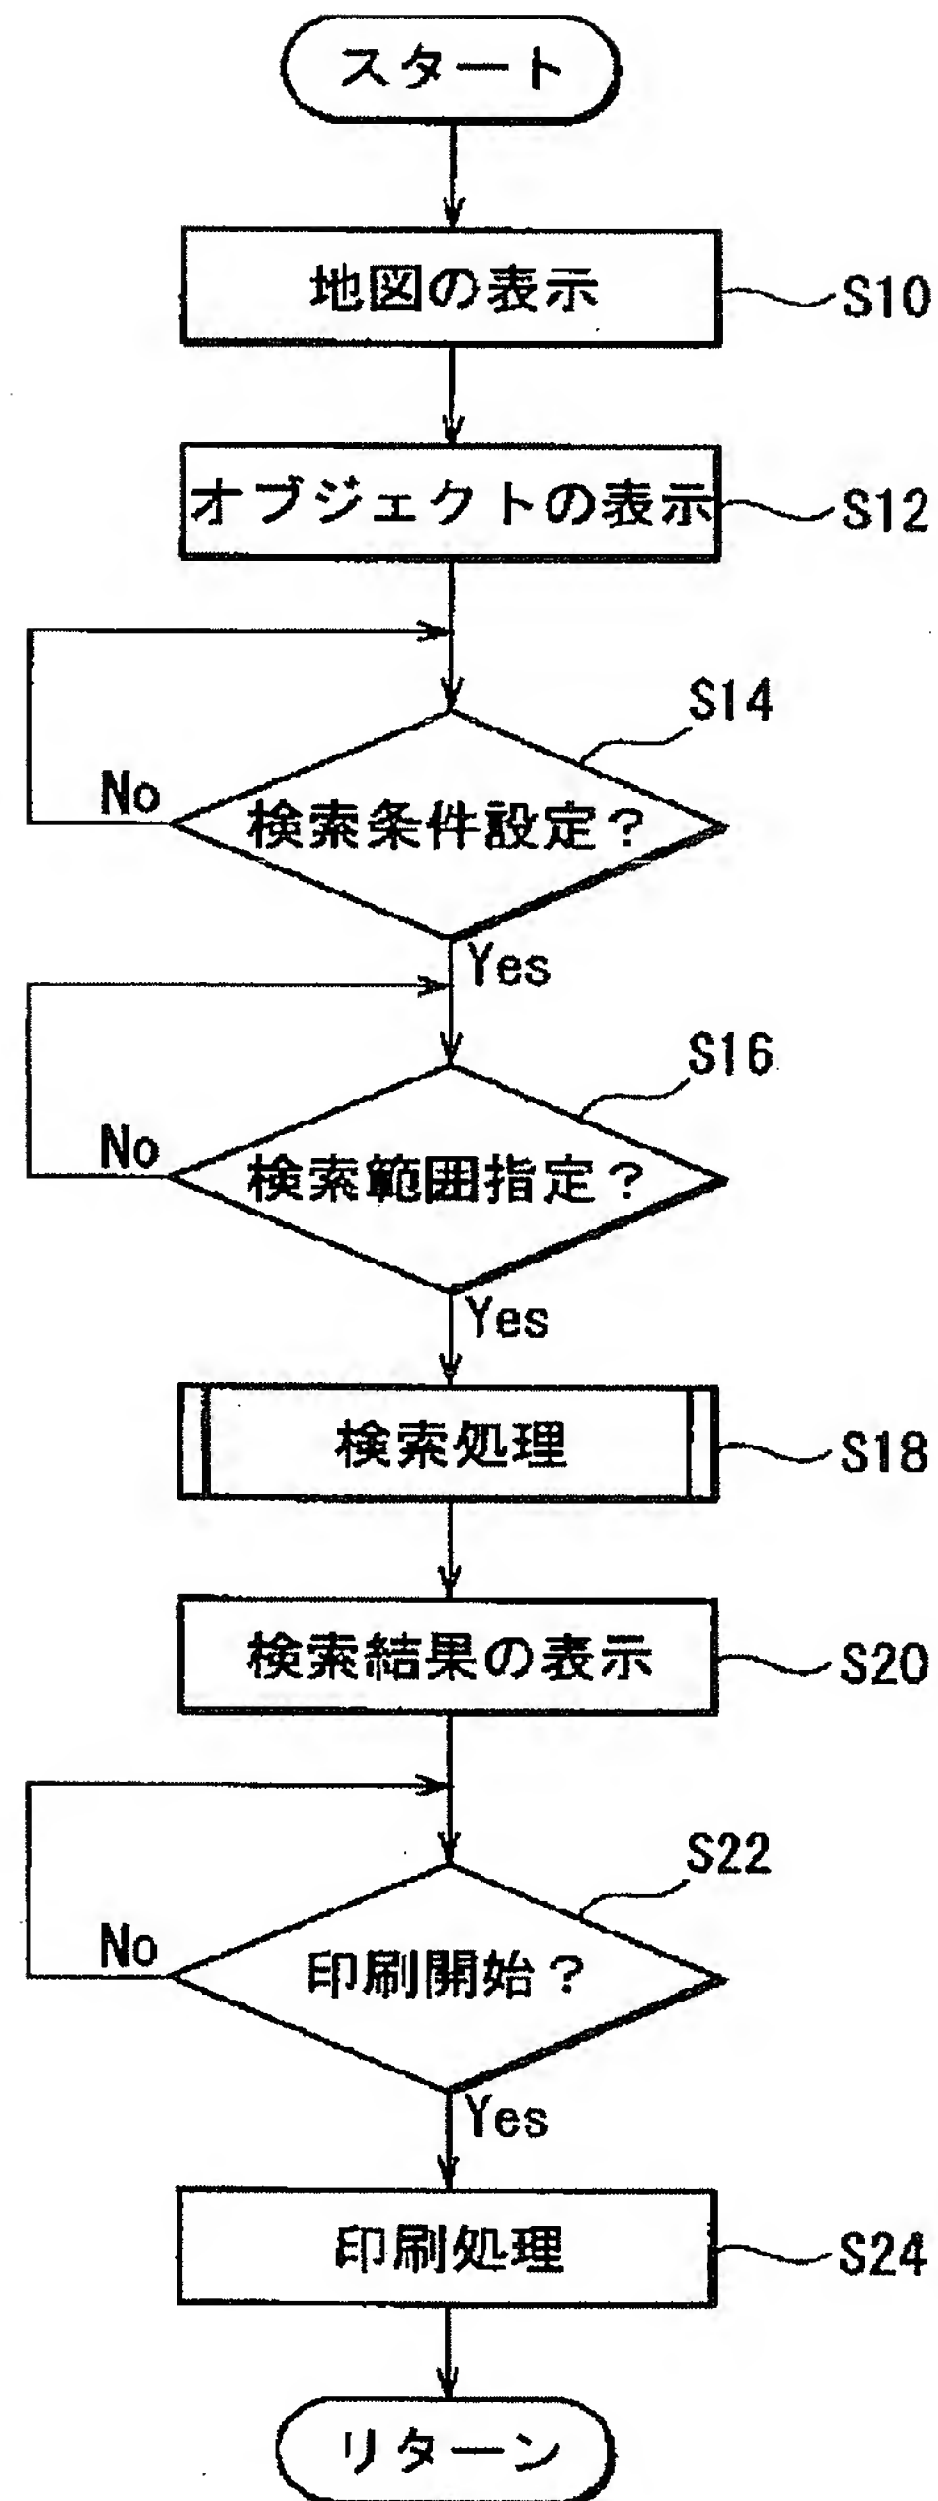 スタート
地図の表示
S10
オブジェクトの表示
S12
S14
No
検索条件設定？
Yes
S16
No
検索範囲指定？
Yes
検索処理
S18
検索結果の表示
S20
S22
No
印刷開始？
Yes
印刷処理
S24
リターン